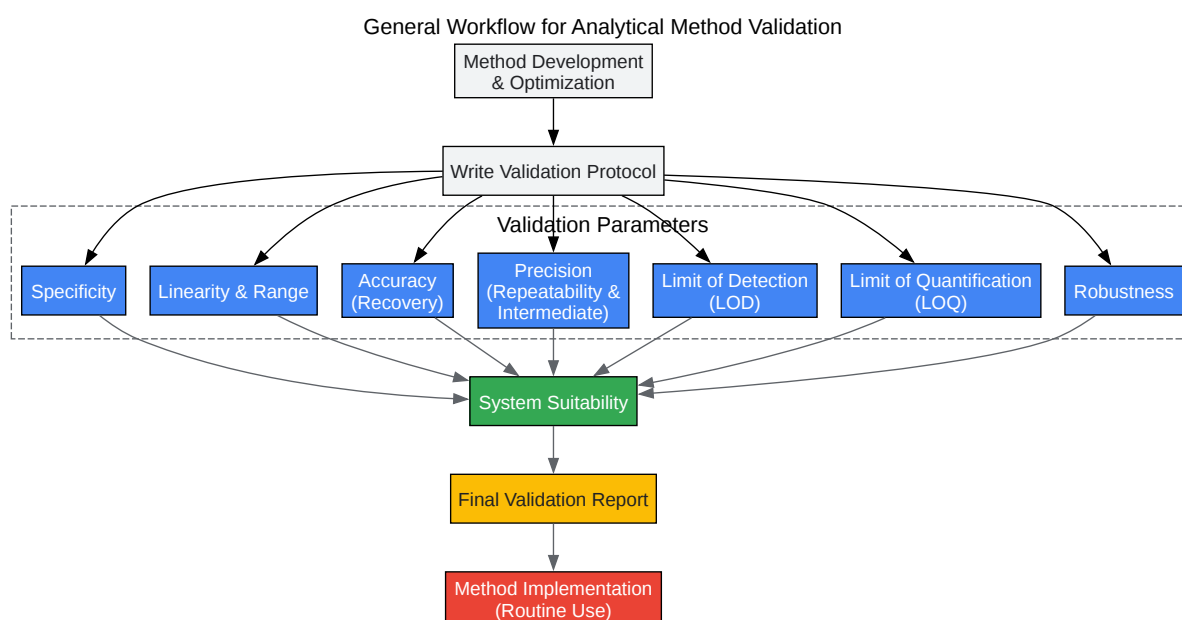 General Workflow for Analytical Method Validation
Method Development
& Optimization
Write Validation Protocol
Validation Parameters
Specificity
Linearity & Range
Accuracy
(Recovery)
Precision
(Repeatability &
Intermediate)
Limit of Detection
(LOD)
Limit of Quantification
(LOQ)
Robustness
System Suitability
Final Validation Report
Method Implementation
(Routine Use)